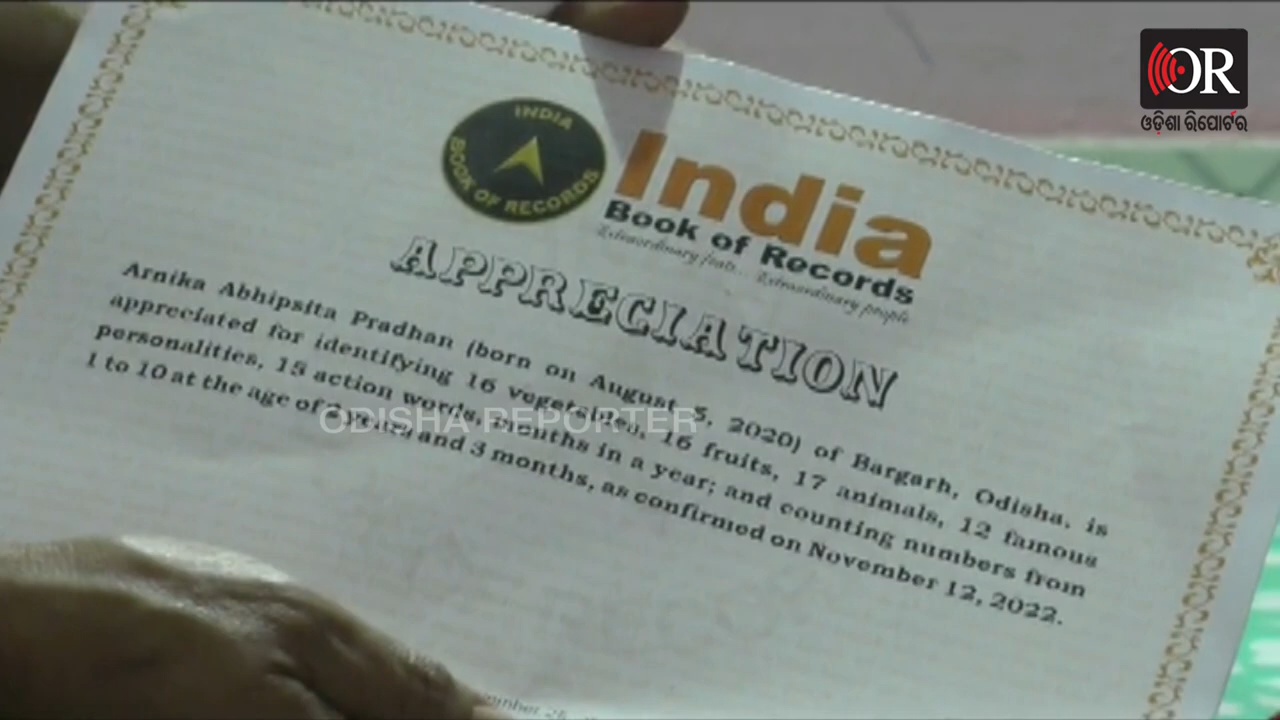 OR
ଓଡ଼ିଶା ରିପୋର୍ଟର
INDIA
BOOK OF RECORDS
India
Book of Records
Extraordinary feats... Extraordinary people
APPRECIATION
Arnika Abhipsita Pradhan (born on August 5, 2020) of Bargarh, Odisha, is
appreciated for identifying 16 vegetables, 16 fruits, 17 animals, 12 famous
personalities, 15 action words, months in a year; and counting numbers from
1 to 10 at the age of 2 years and 3 months, as confirmed on November 12, 2022.
ODISHA REPORTER